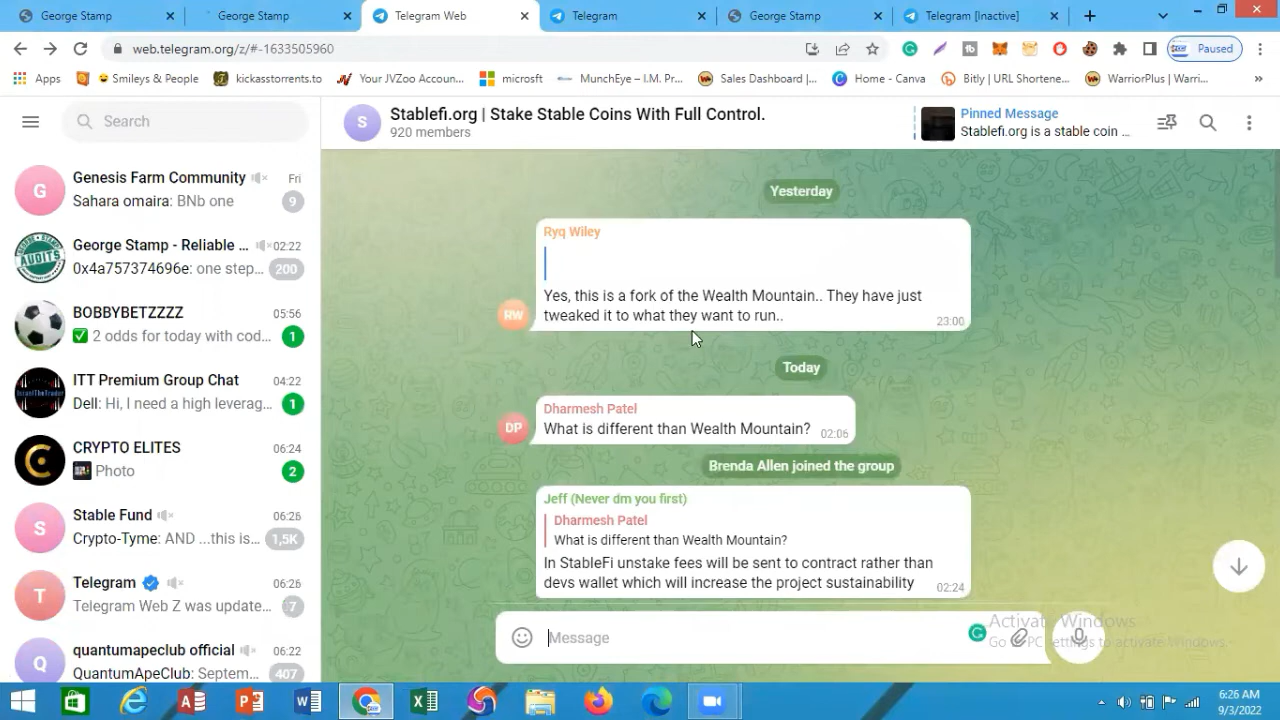 George Stamp
George Stamp
Telegram Web
Telegram
George Stamp
Telegram [Inactive]
web.telegram.org/z/#-1633505960
Paused
Apps
Smileys & People
kickasstorrents.to
Your JVZoo Accoun...
microsft
MunchEye – I.M. Pr...
Sales Dashboard |...
Home - Canva
Bitly | URL Shortene...
WarriorPlus | Warri...
Search
S
Stablefi.org | Stake Stable Coins With Full Control.
920 members
Pinned Message
Stablefi.org is a stable coin ...
G
Genesis Farm Community
Fri
Sahara omaira: BNb one
9
AUDITS
George Stamp - Reliable ...
02:22
0x4a757374696e: one step...
200
BOBBYBETZZZZ
05:56
2 odds for today with cod...
1
ITT Premium Group Chat
04:22
Dell: Hi, I need a high leverag...
1
CRYPTO ELITES
06:24
Photo
2
S
Stable Fund
06:26
Crypto-Tyme: AND ...this is...
1,5K
T
Telegram
06:26
Telegram Web Z was update...
7
Q
quantumapeclub official
06:22
QuantumApeClub: Septem...
407
Yesterday
Ryq Wiley
Yes, this is a fork of the Wealth Mountain.. They have just
tweaked it to what they want to run..
23:00
RW
Today
Dharmesh Patel
What is different than Wealth Mountain?
02:06
DP
Brenda Allen joined the group
Jeff (Never dm you first)
Dharmesh Patel
What is different than Wealth Mountain?
In StableFi unstake fees will be sent to contract rather than
devs wallet which will increase the project sustainability
02:24
Message
Activate Windows
Go to PC settings to activate Windows.
6:26 AM
9/3/2022